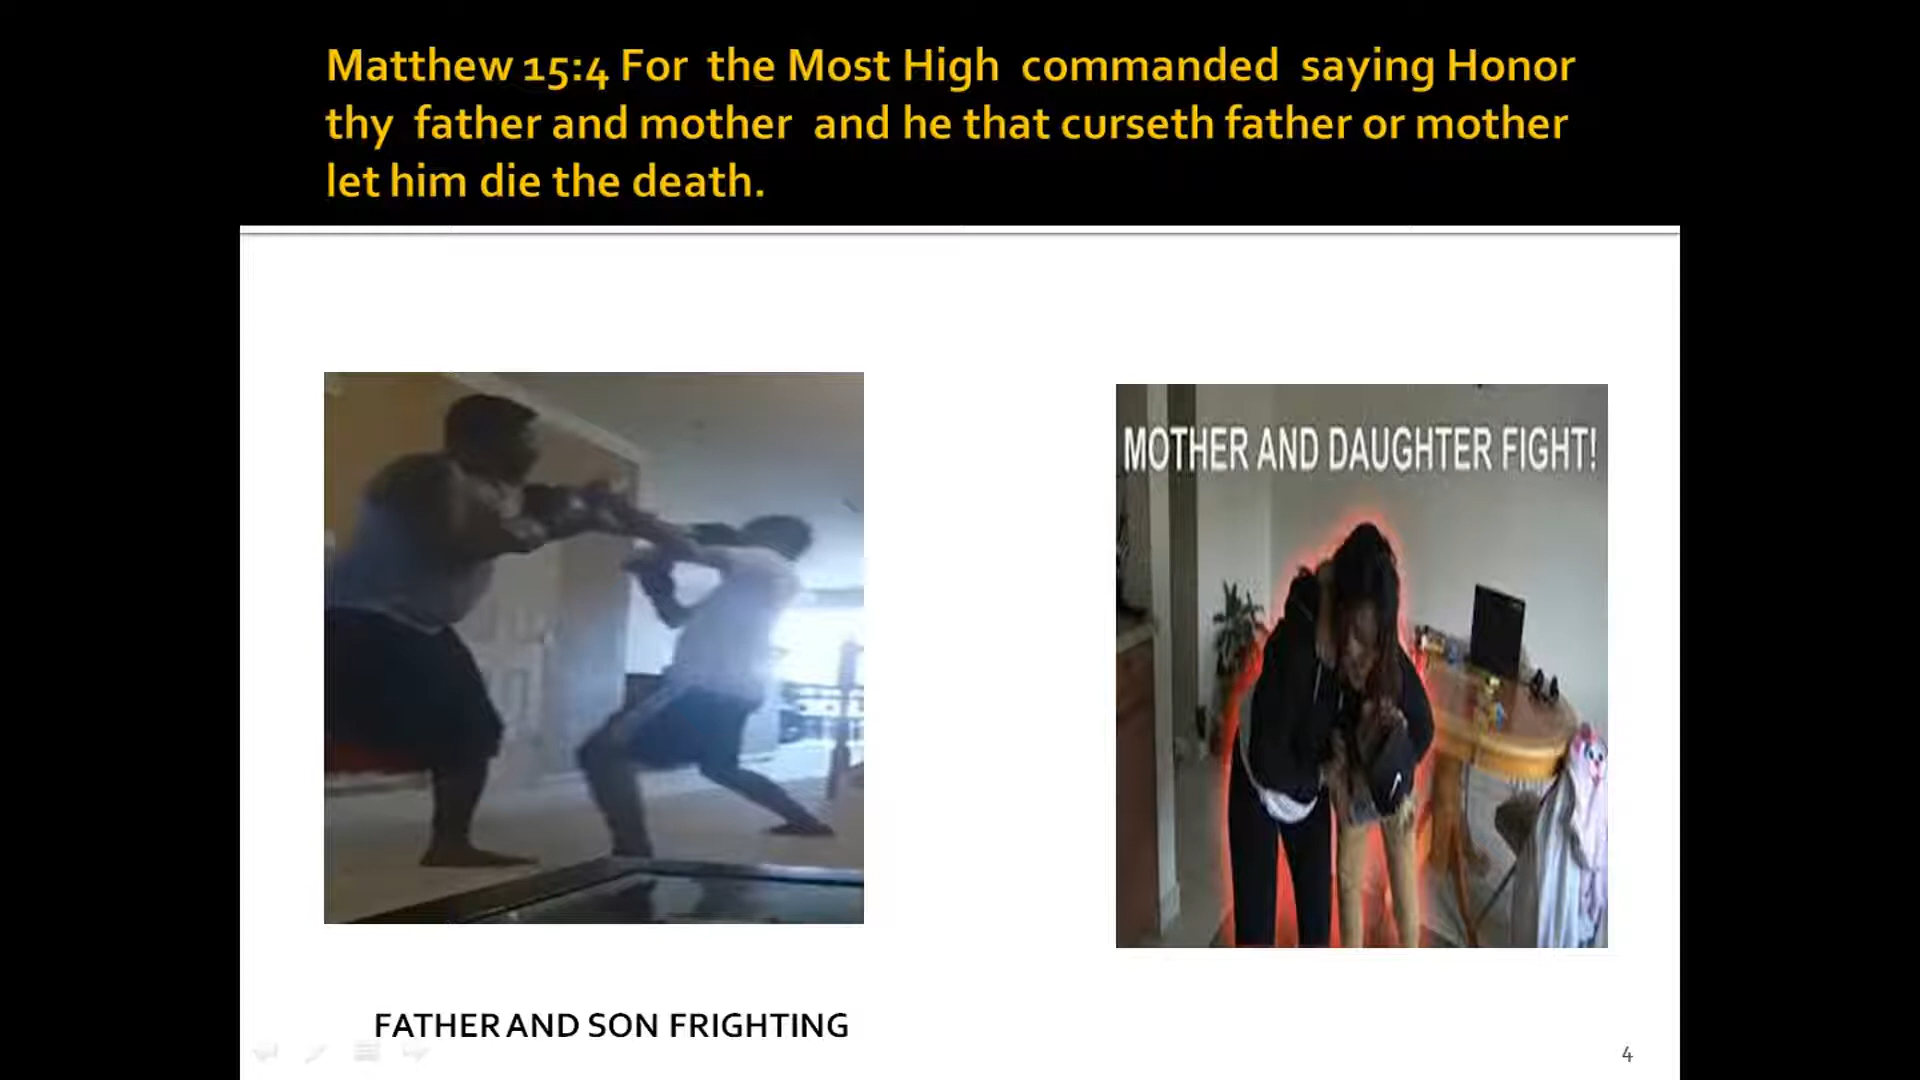 Matthew 15:4 For the Most High commanded saying Honor
thy father and mother and he that curseth father or mother
let him die the death.
MOTHER AND DAUGHTER FIGHT!
FATHER AND SON FRIGHTING
4